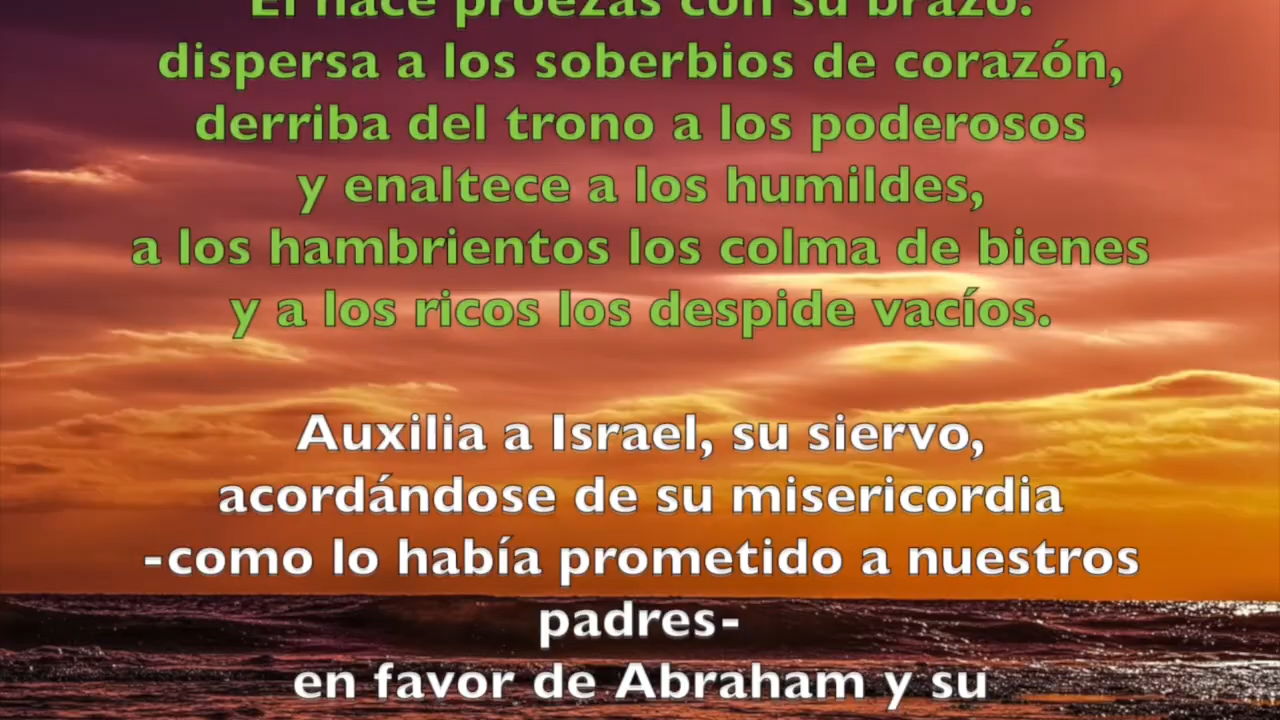 Él hace proezas con su brazo:
dispersa a los soberbios de corazón,
derriba del trono a los poderosos
y enaltece a los humildes,
a los hambrientos los colma de bienes
y a los ricos los despide vacíos.
Auxilia a Israel, su siervo,
acordándose de su misericordia
-como lo había prometido a nuestros
padres-
en favor de Abraham y su